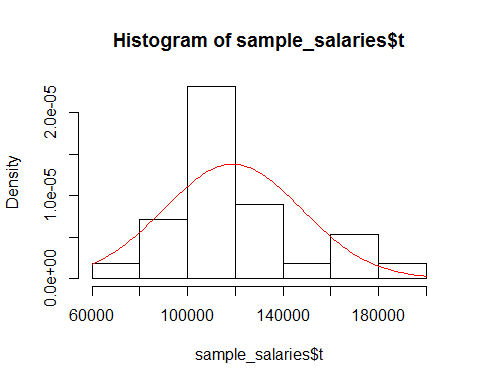 Histogram of sample_salaries$t
Density
0.0e+00
1.0e-05
2.0e-05
60000 100000 140000 180000
sample_salaries$t